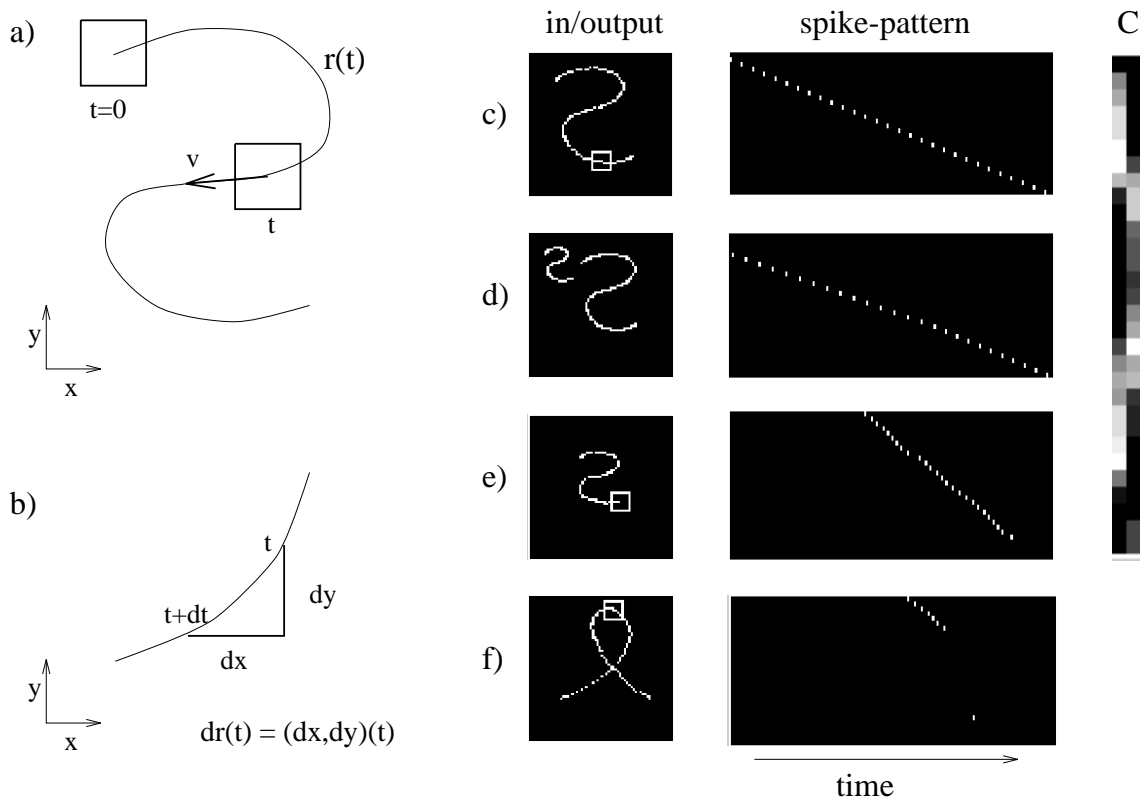 a)
t=0
r(t)
v
t
y
x
b)
t
t+dt
dy
dx
y
x
dr(t) = (dx,dy)(t)
in/output
spike-pattern
C
c)
d)
e)
f)
time